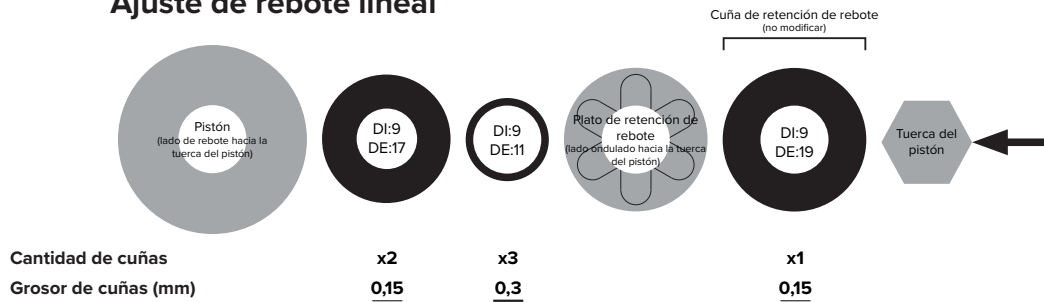 Ajuste de rebote lineal
Cuña de retención de rebote
(no modificar)
Pistón
(lado de rebote hacia la
tuerca del pistón)
DI:9
DE:17
DI:9
DE:11
Plato de retención de
rebote
(lado ondulado hacia la tuerca
del pistón)
DI:9
DE:19
Tuerca del
pistón
Cantidad de cuñas x2 x3 x1
Grosor de cuñas (mm) 0,15 0,3 0,15